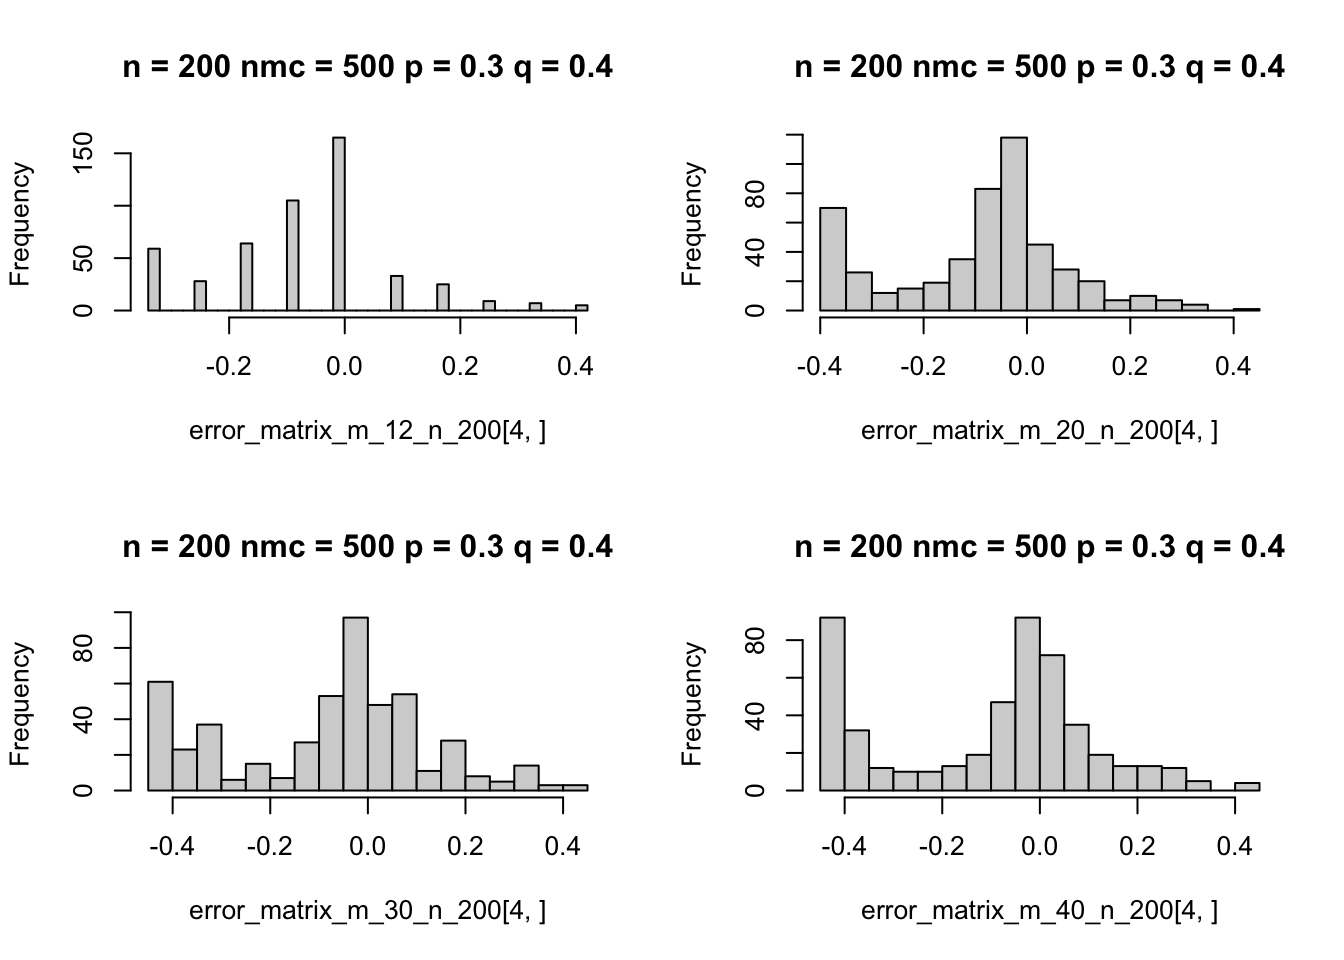 n = 200 nmc = 500 p = 0.3 q = 0.4
Frequency
0 50 150
-0.2 0.0 0.2 0.4
error_matrix_m_12_n_200[4, ]
n = 200 nmc = 500 p = 0.3 q = 0.4
Frequency
0 40 80
-0.4 -0.2 0.0 0.2 0.4
error_matrix_m_20_n_200[4, ]
n = 200 nmc = 500 p = 0.3 q = 0.4
Frequency
0 40 80
-0.4 -0.2 0.0 0.2 0.4
error_matrix_m_30_n_200[4, ]
n = 200 nmc = 500 p = 0.3 q = 0.4
Frequency
0 40 80
-0.4 -0.2 0.0 0.2 0.4
error_matrix_m_40_n_200[4, ]